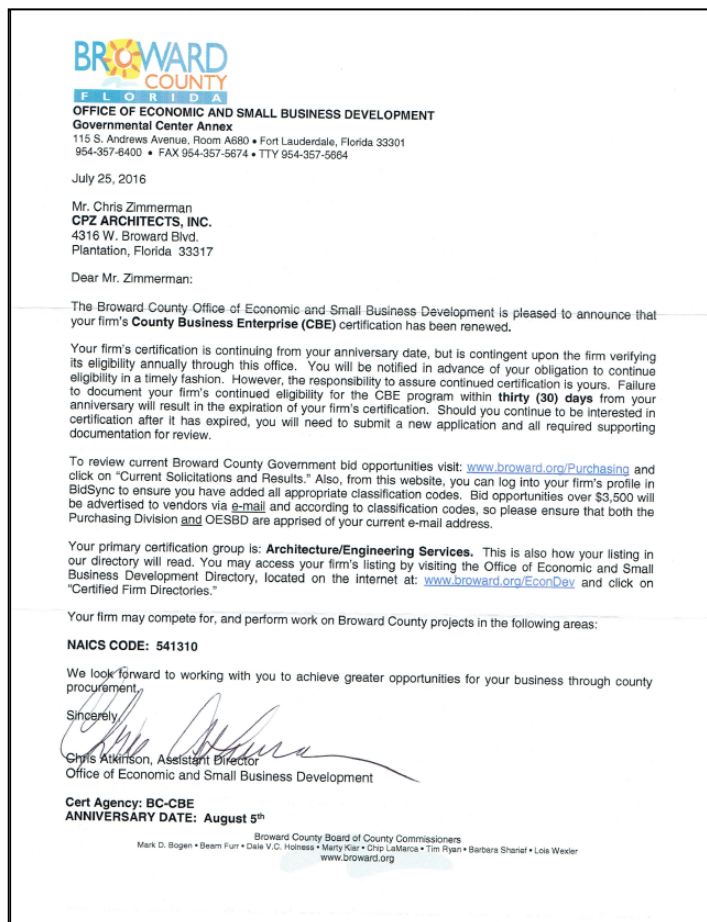 BROWARD
COUNTY
FLORIDA
OFFICE OF ECONOMIC AND SMALL BUSINESS DEVELOPMENT
Governmental Center Annex
115 S. Andrews Avenue, Room A680 • Fort Lauderdale, Florida 33301
954-357-6400 • FAX 954-357-5674 • TTY 954-357-5664
July 25, 2016
Mr. Chris Zimmerman
CPZ ARCHITECTS, INC.
4316 W. Broward Blvd.
Plantation, Florida 33317
Dear Mr. Zimmerman:
The Broward County Office of Economic and Small Business Development is pleased to announce that
your firm's County Business Enterprise (CBE) certification has been renewed.
Your firm's certification is continuing from your anniversary date, but is contingent upon the firm verifying
its eligibility annually through this office. You will be notified in advance of your obligation to continue
eligibility in a timely fashion. However, the responsibility to assure continued certification is yours. Failure
to document your firm's continued eligibility for the CBE program within thirty (30) days from your
anniversary will result in the expiration of your firm's certification. Should you continue to be interested in
certification after it has expired, you will need to submit a new application and all required supporting
documentation for review.
To review current Broward County Government bid opportunities visit: www.broward.org/Purchasing and
click on "Current Solicitations and Results." Also, from this website, you can log into your firm's profile in
BidSync to ensure you have added all appropriate classification codes. Bid opportunities over $3,500 will
be advertised to vendors via e-mail and according to classification codes, so please ensure that both the
Purchasing Division and OESBD are apprised of your current e-mail address.
Your primary certification group is: Architecture/Engineering Services. This is also how your listing in
our directory will read. You may access your firm's listing by visiting the Office of Economic and Small
Business Development Directory, located on the internet at: www.broward.org/EconDev and click on
"Certified Firm Directories."
Your firm may compete for, and perform work on Broward County projects in the following areas:
NAICS CODE: 541310
We look forward to working with you to achieve greater opportunities for your business through county
procurement.
Sincerely,
Chris Atkinson, Assistant Director
Office of Economic and Small Business Development
Cert Agency: BC-CBE
ANNIVERSARY DATE: August 5th
Broward County Board of County Commissioners
Mark D. Bogen • Beam Furr • Dale V.C. Holness • Marty Kiar • Chip LaMarca • Tim Ryan • Barbara Sharief • Lois Wexler
www.broward.org